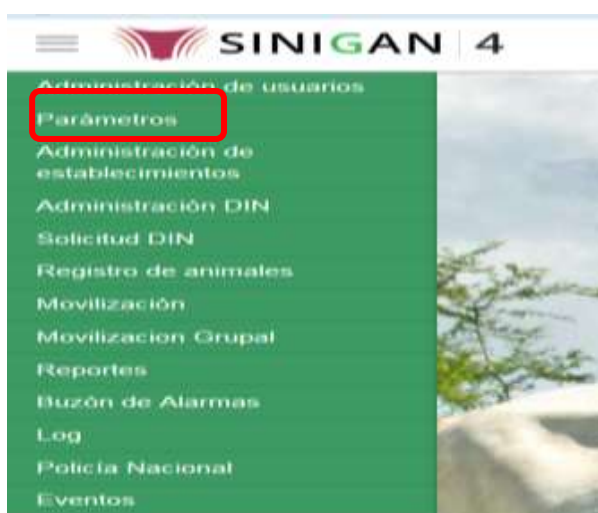 SINIGAN 4
Administración de usuarios
Parámetros
Administración de
establecimientos
Administración DIN
Solicitud DIN
Registro de animales
Movilización
Movilizacion Grupal
Reportes
Buzón de Alarmas
Log
Policía Nacional
Eventos